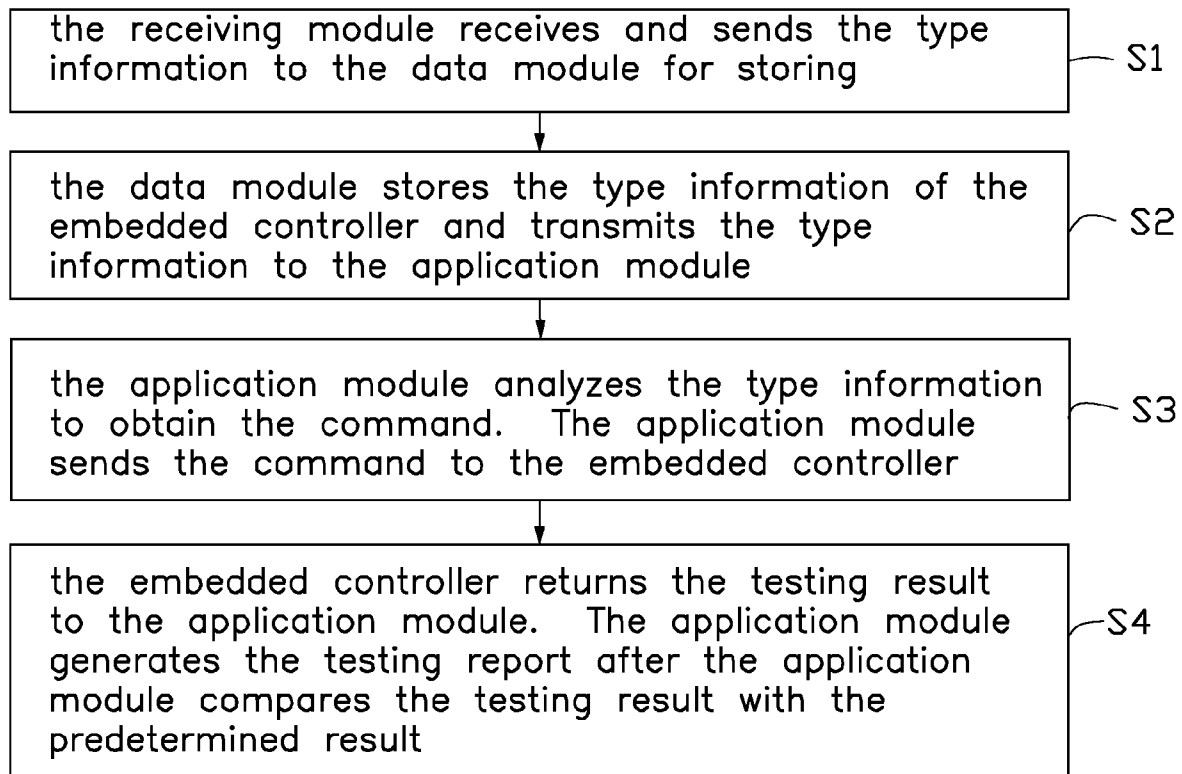 the receiving module receives and sends the type
information to the data module for storing
S1
the data module stores the type information of the
embedded controller and transmits the type
information to the application module
S2
the application module analyzes the type information
to obtain the command. The application module
sends the command to the embedded controller
S3
the embedded controller returns the testing result
to the application module. The application module
generates the testing report after the application
module compares the testing result with the
predetermined result
S4